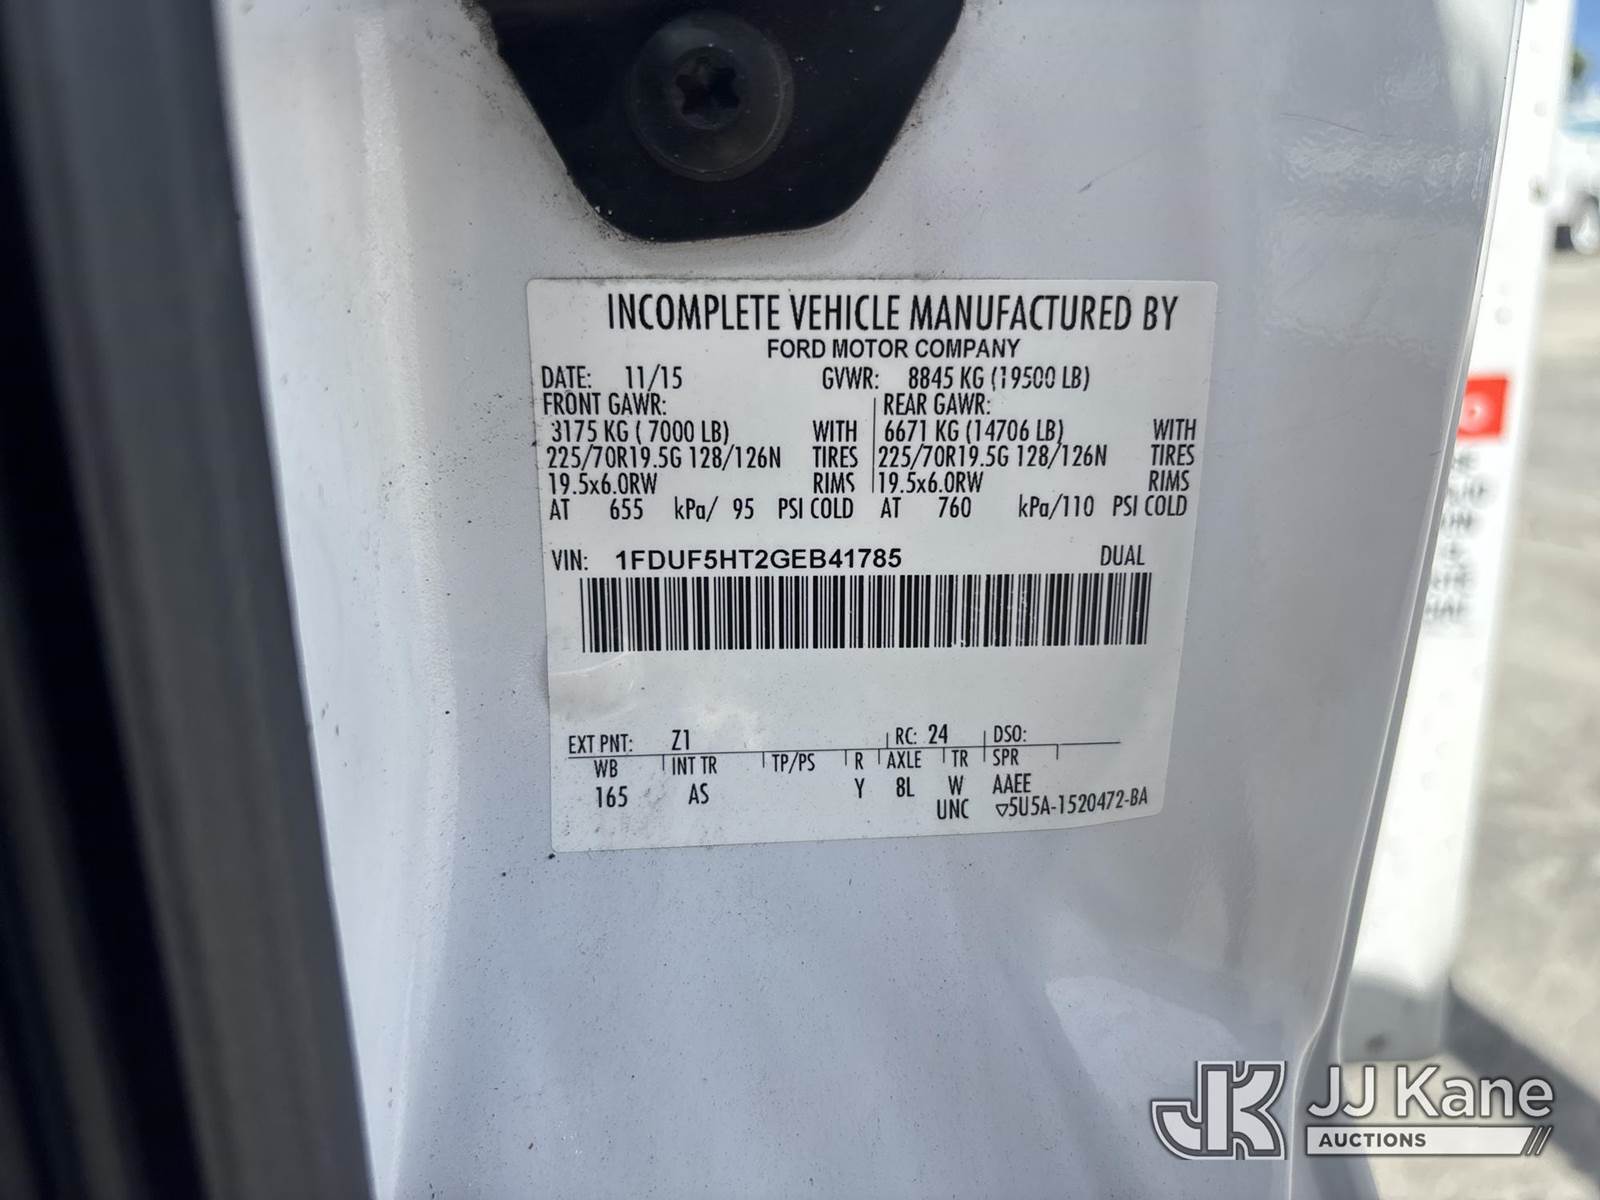 INCOMPLETE VEHICLE MANUFACTURED BY
FORD MOTOR COMPANY
DATE: 11/15 GVWR: 8845 KG (19500 LB)
FRONT GAWR: REAR GAWR:
3175 KG ( 7000 LB) WITH 6671 KG (14706 LB) WITH
225/70R19.5G 128/126N TIRES 225/70R19.5G 128/126N TIRES
19.5x6.0RW RIMS 19.5x6.0RW RIMS
AT 655 kPa/ 95 PSI COLD AT 760 kPa/110 PSI COLD
VIN: 1FDUF5HT2GEB41785 DUAL
EXT PNT: Z1 RC: 24 DSO:
WB INT TR TP/PS R AXLE TR SPR
165 AS Y 8L W AAEE
UNC ▽5U5A-1520472-BA
JK JJ Kane
AUCTIONS